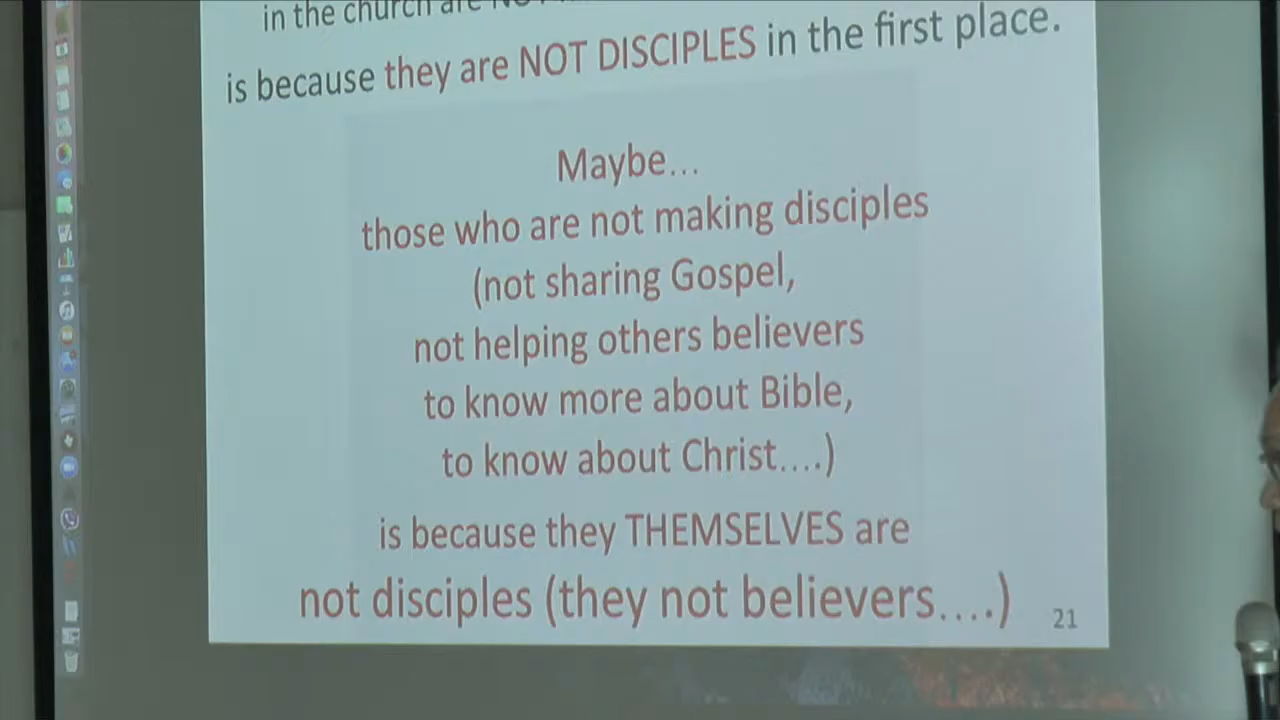 in the church are
is because they are NOT DISCIPLES in the first place.
Maybe...
those who are not making disciples
(not sharing Gospel,
not helping others believers
to know more about Bible,
to know about Christ....)
is because they THEMSELVES are
not disciples (they not believers....)
21